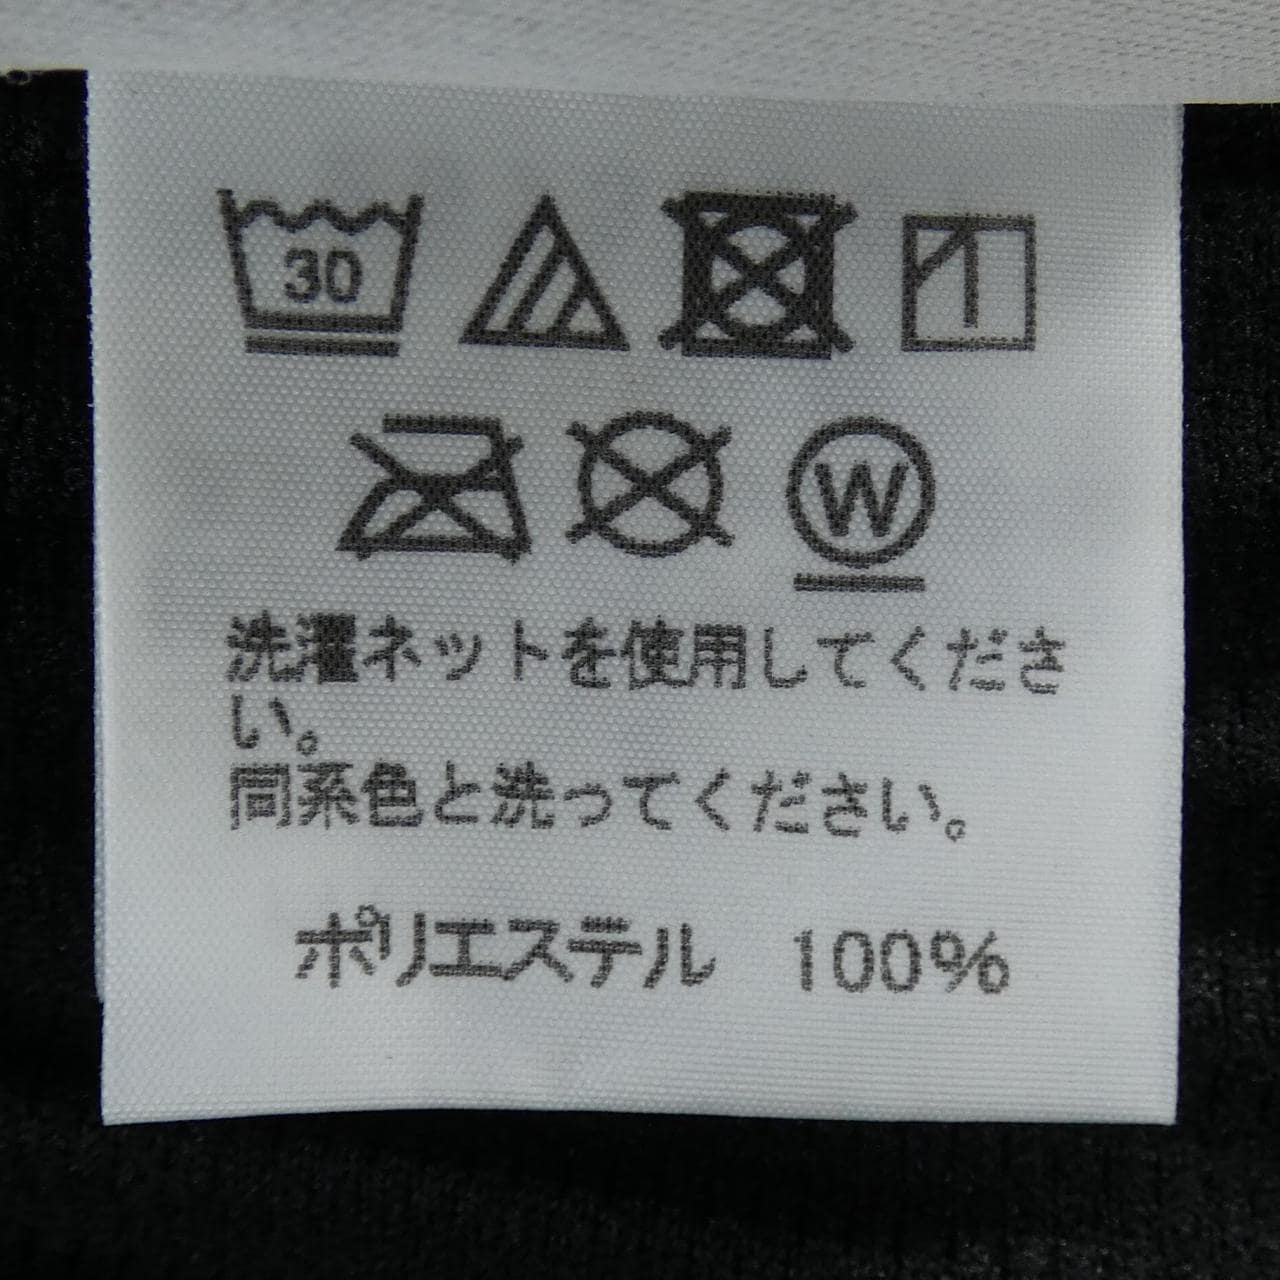 30
W
洗濯ネットを使用してくださ
い。
同系色と洗ってください。
ポリエステル 100%